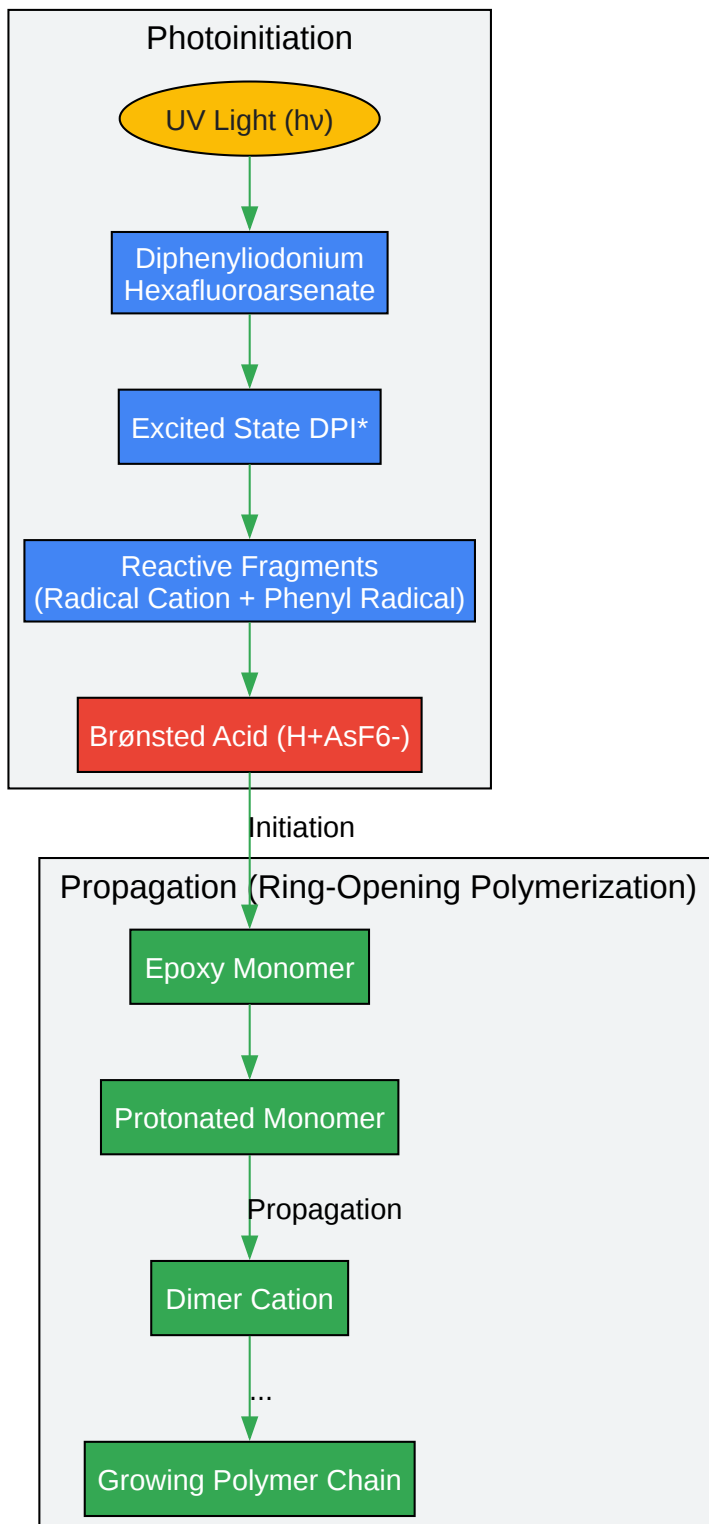 Photoinitiation
UV Light (hν)
Diphenyliodonium
Hexafluoroarsenate
Excited State DPI*
Reactive Fragments
(Radical Cation + Phenyl Radical)
Brønsted Acid (H+AsF6-)
Initiation
Propagation (Ring-Opening Polymerization)
Epoxy Monomer
Protonated Monomer
Propagation
Dimer Cation
...
Growing Polymer Chain